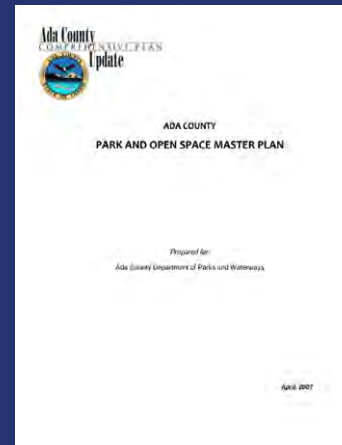 Ada County
COMPREHENSIVE PLAN
Update
ADA COUNTY
PARK AND OPEN SPACE MASTER PLAN
Prepared for:
Ada County Department of Parks and Waterways
April 2007